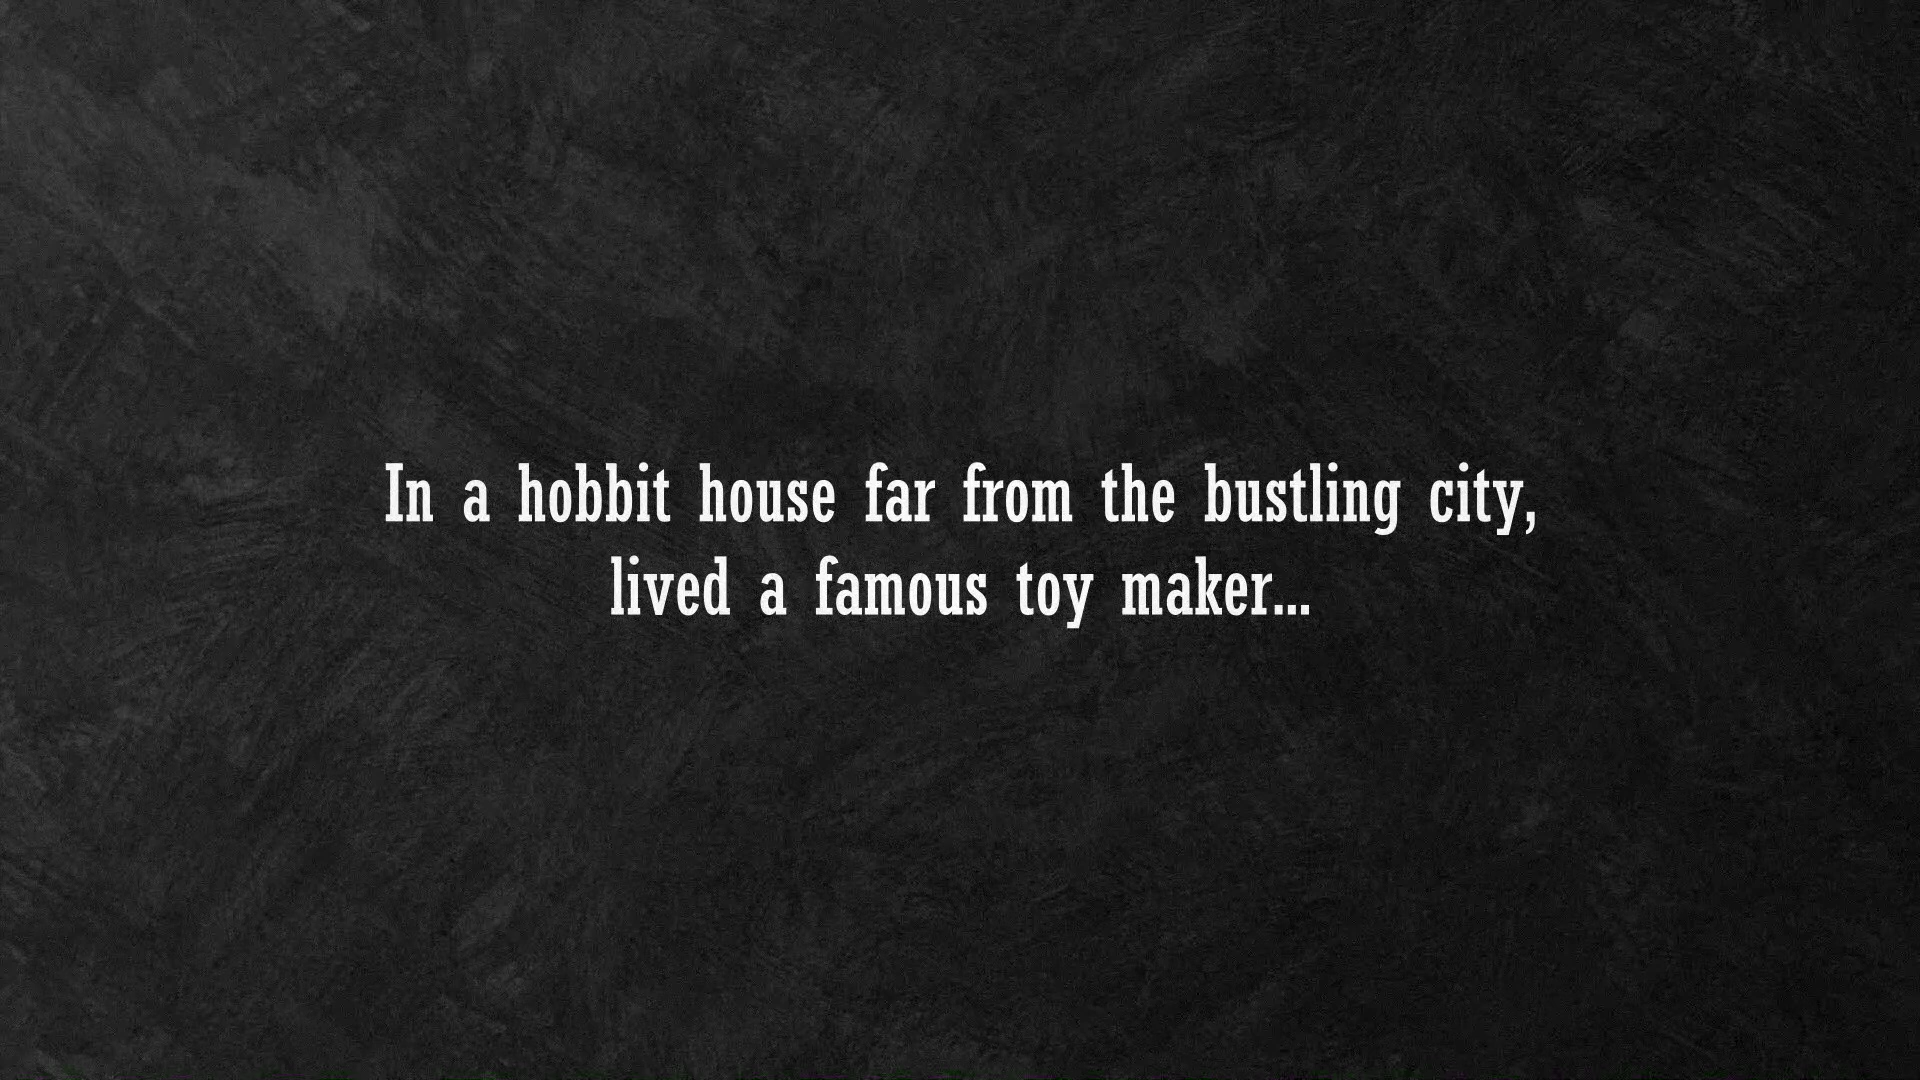 In a hobbit house far from the bustling city,
lived a famous toy maker...